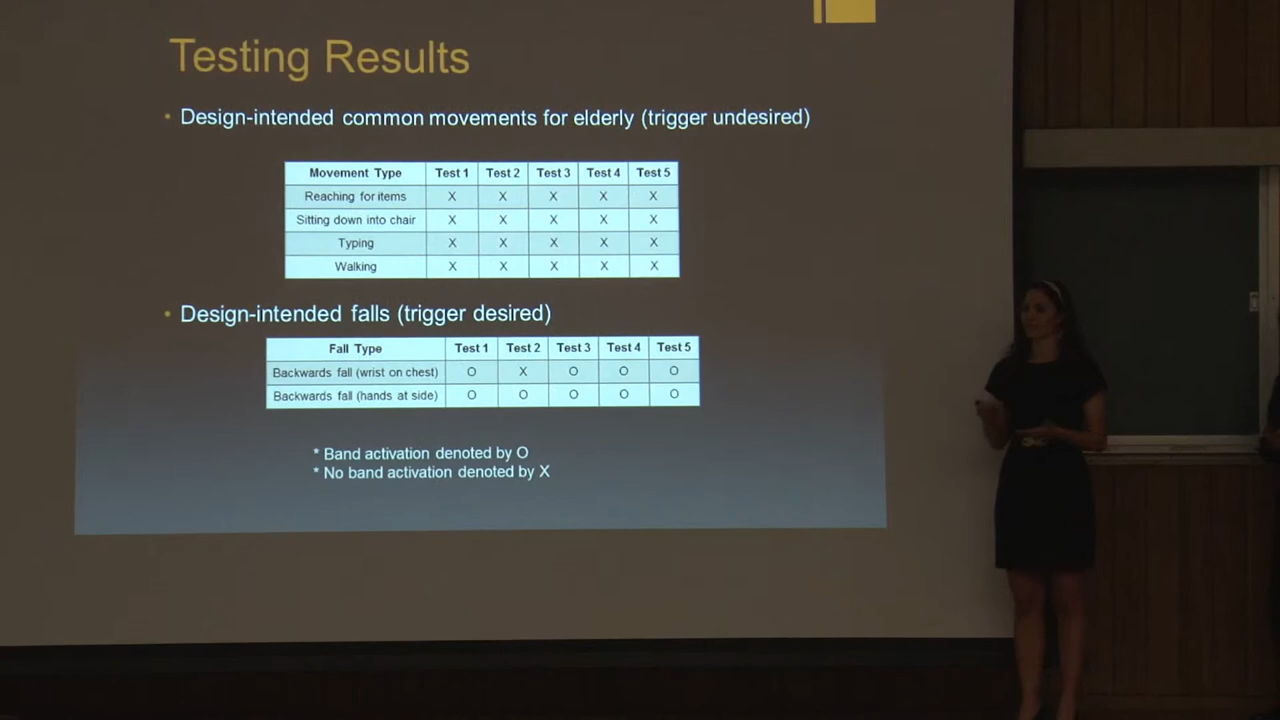 Testing Results
• Design-intended common movements for elderly (trigger undesired)
Movement Type Test 1 Test 2 Test 3 Test 4 Test 5
Reaching for items X X X X X
Sitting down into chair X X X X X
Typing X X X X X
Walking X X X X X
• Design-intended falls (trigger desired)
Fall Type Test 1 Test 2 Test 3 Test 4 Test 5
Backwards fall (wrist on chest) O X O O O
Backwards fall (hands at side) O O O O O
* Band activation denoted by O
* No band activation denoted by X